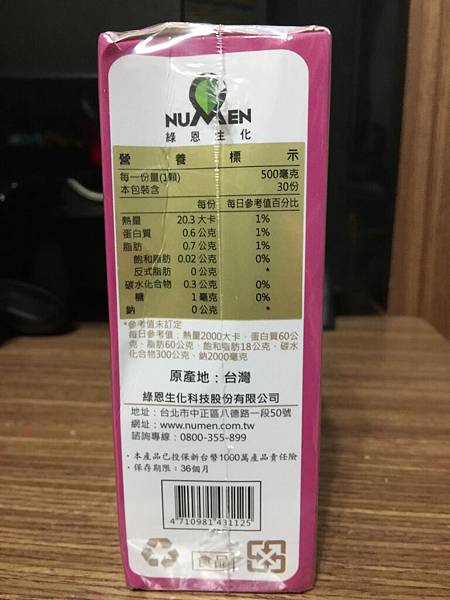 NUMEN
綠恩生化
營養標示
每一份量(1顆) 500毫克
本包裝含 30份
每份 每日參考值百分比
熱量 20.3 大卡 1%
蛋白質 0.6 公克 1%
脂肪 0.7 公克 1%
飽和脂肪 0.02 公克 0%
反式脂肪 0 公克 *
碳水化合物 0.3 公克 0%
糖 1 毫克 *
鈉 0 公克 0%
*參考值未訂定
每日參考值:熱量2000大卡、蛋白質60公
克、脂肪60公克、飽和脂肪18公克、碳水
化合物300公克、鈉2000毫克
原產地:台灣
綠恩生化科技股份有限公司
地址:台北市中正區八德路一段50號
網址:www.numen.com.tw
諮詢專線:0800-355-899
·本產品已投保新台幣1000萬產品責任險
·保存期限:36個月
4 710981 431125
食品